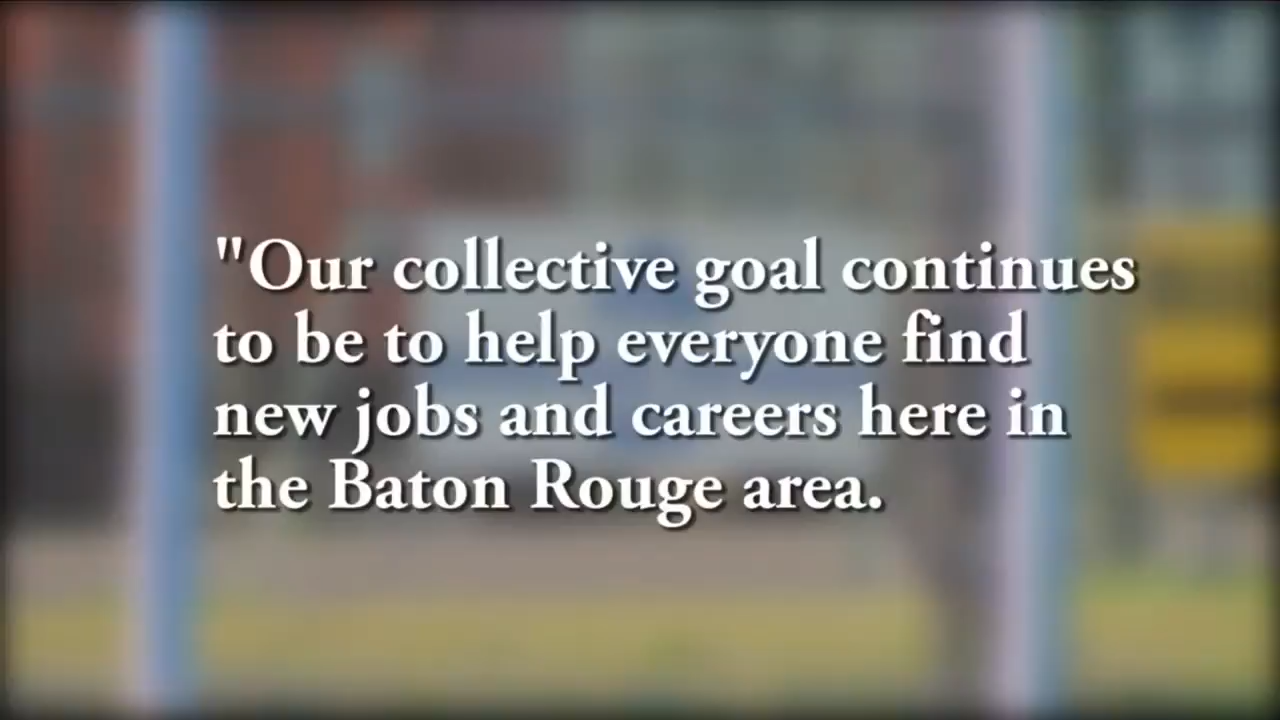 "Our collective goal continues
to be to help everyone find
new jobs and careers here in
the Baton Rouge area.